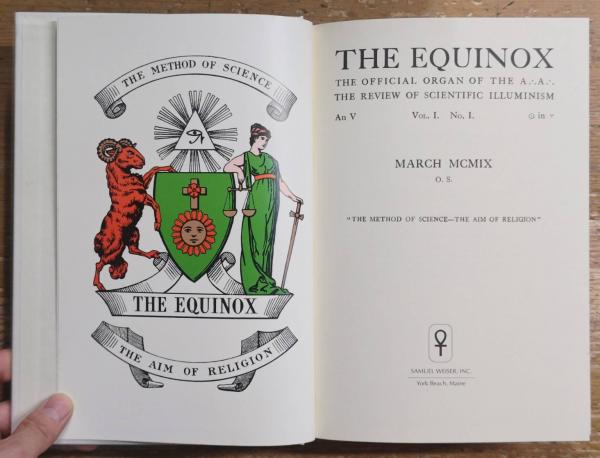 THE METHOD OF SCIENCE
THE EQUINOX
THE AIM OF RELIGION
THE EQUINOX
THE OFFICIAL ORGAN OF THE A∴A∴
THE REVIEW OF SCIENTIFIC ILLUMINISM
An V Vol. I. No. I. ☉ in ♈
MARCH MCMIX
O. S.
"THE METHOD OF SCIENCE—THE AIM OF RELIGION"
SAMUEL WEISER, INC.
York Beach, Maine